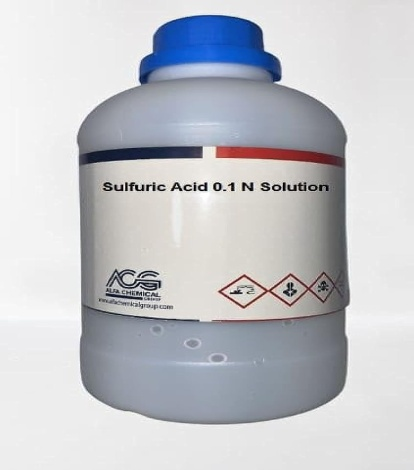 Sulfuric Acid 0.1 N Solution
ACG
ALFA CHEMICAL
GROUP
www.alfachemicalgroup.com